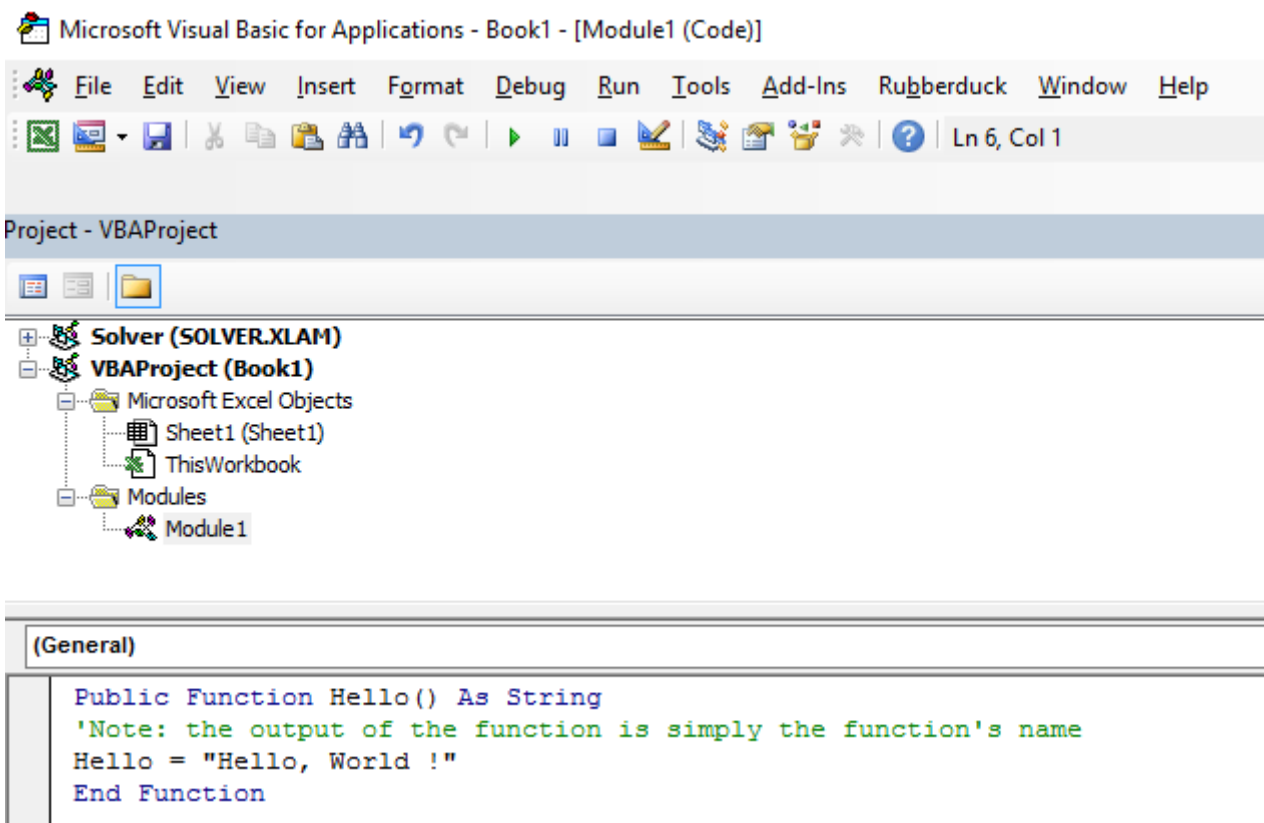 Microsoft Visual Basic for Applications - Book1 - [Module1 (Code)]
File Edit View Insert Format Debug Run Tools Add-Ins Rubberduck Window Help
Ln 6, Col 1
Project - VBAProject
Solver (SOLVER.XLAM)
VBAProject (Book1)
Microsoft Excel Objects
Sheet1 (Sheet1)
ThisWorkbook
Modules
Module1
(General)
Public Function Hello() As String
'Note: the output of the function is simply the function's name
Hello = "Hello, World !"
End Function